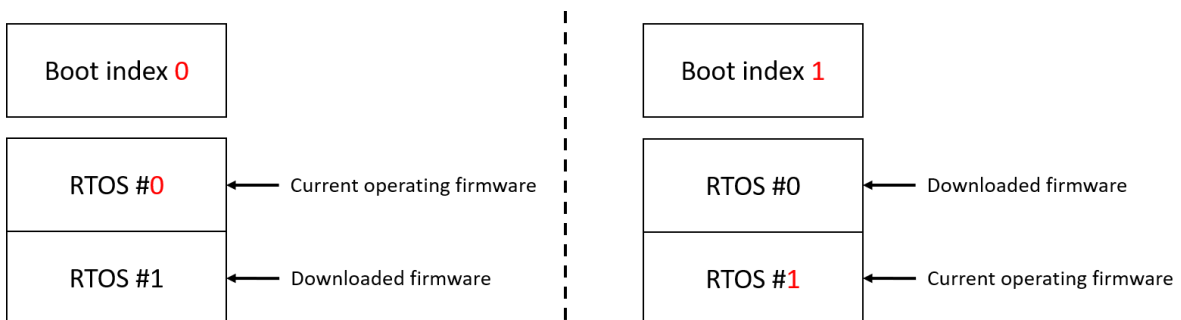 Boot index 0
RTOS #0
Current operating firmware
RTOS #1
Downloaded firmware
Boot index 1
RTOS #0
Downloaded firmware
RTOS #1
Current operating firmware